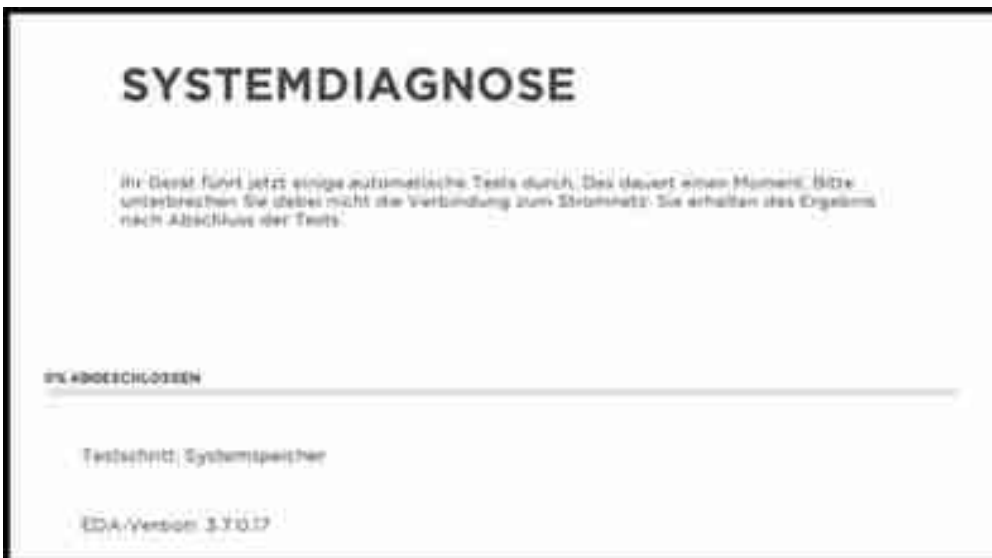 SYSTEMDIAGNOSE
Ihr Gerät führt jetzt einige automatische Tests durch. Das dauert einen Moment. Bitte
unterbrechen Sie dabei nicht die Verbindung zum Stromnetz. Sie erhalten das Ergebnis
nach Abschluss der Tests.
0% ABGESCHLOSSEN
Testschritt: Systemspeicher
EDA-Version: 3.7.0.17